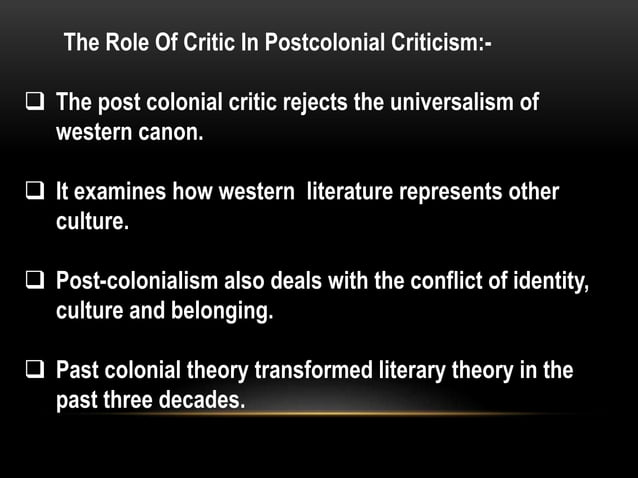 The Role Of Critic In Postcolonial Criticism:-
The post colonial critic rejects the universalism of
western canon.
It examines how western literature represents other
culture.
Post-colonialism also deals with the conflict of identity,
culture and belonging.
Past colonial theory transformed literary theory in the
past three decades.